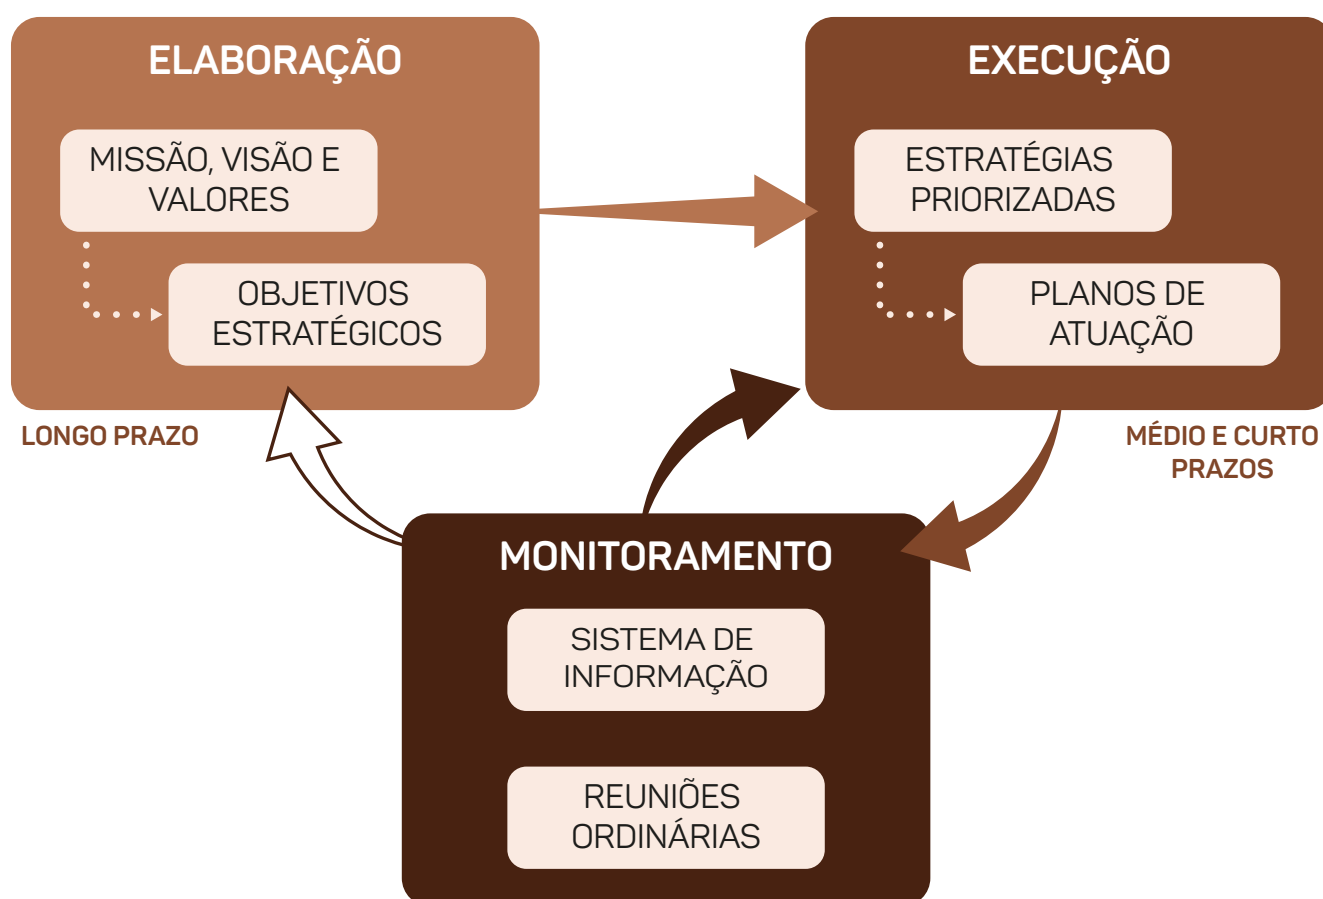 ELABORAÇÃO
MISSÃO, VISÃO E
VALORES
OBJETIVOS
ESTRATÉGICOS
LONGO PRAZO
EXECUÇÃO
ESTRATÉGIAS
PRIORIZADAS
PLANOS DE
ATUAÇÃO
MÉDIO E CURTO
PRAZOS
MONITORAMENTO
SISTEMA DE
INFORMAÇÃO
REUNIÕES
ORDINÁRIAS